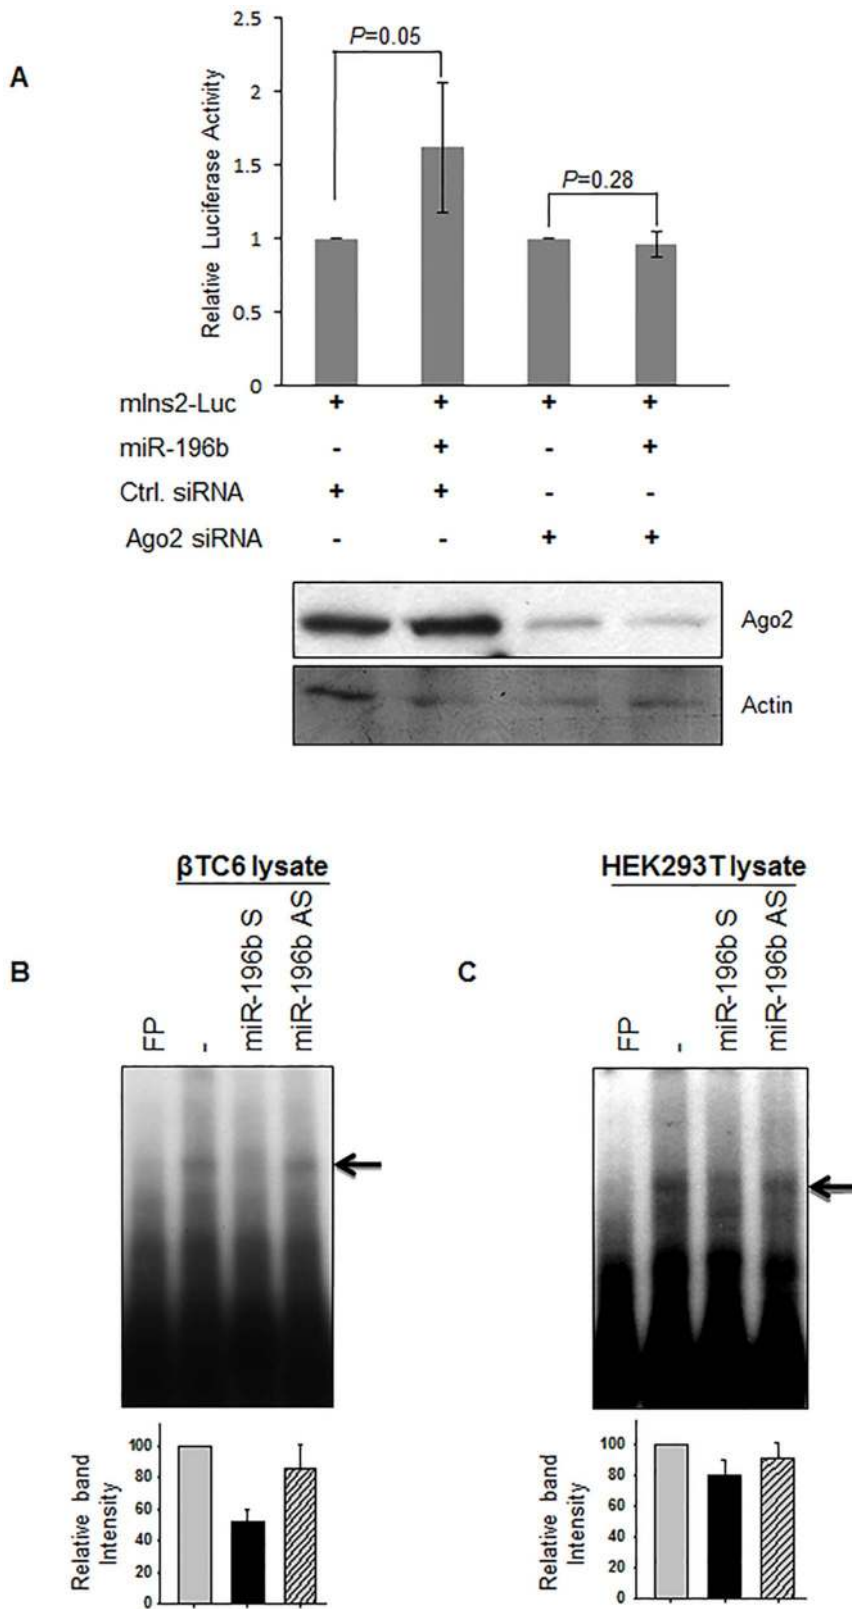 A
Relative Luciferase Activity
2.5
2
1.5
1
0.5
0
P=0.05
P=0.28
mIns2-Luc + + + +
miR-196b - + - +
Ctrl. siRNA + + - -
Ago2 siRNA - - + +
Ago2
Actin
B
βTC6 lysate
FP
-
miR-196b S
miR-196b AS
Relative band
Intensity
100
80
60
40
20
0
C
HEK293T lysate
FP
-
miR-196b S
miR-196b AS
Relative band
Intensity
100
80
60
40
20
0